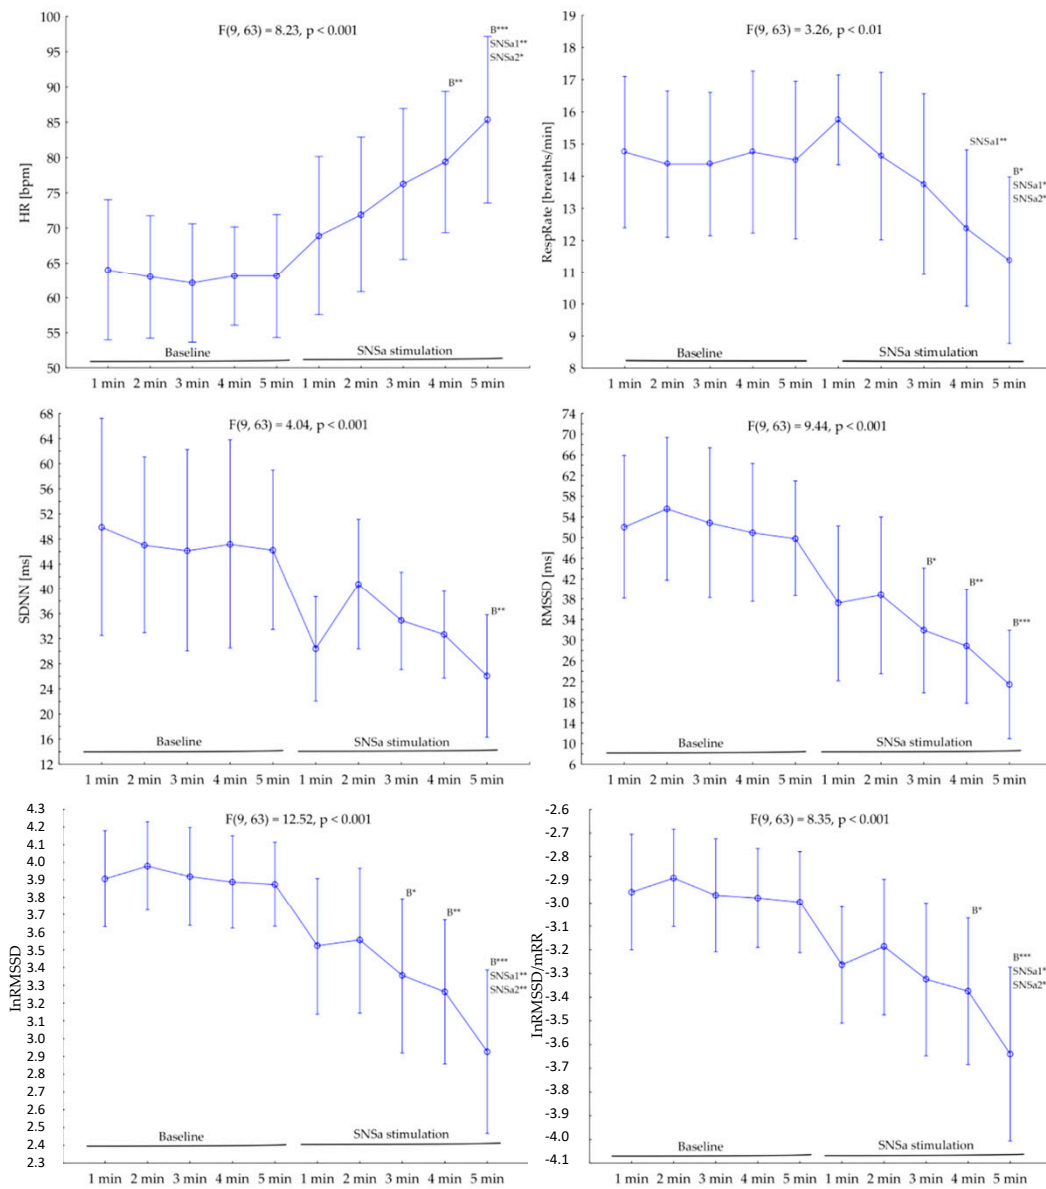 HR [bpm]
100
95
90
85
80
75
70
65
60
55
50
F(9, 63) = 8.23, p < 0.001
B**
B***
SNSa1**
SNSa2*
Baseline
SNSa stimulation
1 min 2 min 3 min 4 min 5 min 1 min 2 min 3 min 4 min 5 min
RespRate [breaths/min]
19
18
17
16
15
14
13
12
11
10
9
8
F(9, 63) = 3.26, p < 0.01
SNSa1**
B*
SNSa1*
SNSa2*
Baseline
SNSa stimulation
1 min 2 min 3 min 4 min 5 min 1 min 2 min 3 min 4 min 5 min
SDNN [ms]
68
64
60
56
52
48
44
40
36
32
28
24
20
16
12
F(9, 63) = 4.04, p < 0.001
B**
Baseline
SNSa stimulation
1 min 2 min 3 min 4 min 5 min 1 min 2 min 3 min 4 min 5 min
RMSSD [ms]
74
70
66
62
58
54
50
46
42
38
34
30
26
22
18
14
10
6
F(9, 63) = 9.44, p < 0.001
B*
B**
B***
Baseline
SNSa stimulation
1 min 2 min 3 min 4 min 5 min 1 min 2 min 3 min 4 min 5 min
lnRMSSD
4.3
4.2
4.1
4.0
3.9
3.8
3.7
3.6
3.5
3.4
3.3
3.2
3.1
3.0
2.9
2.8
2.7
2.6
2.5
2.4
2.3
F(9, 63) = 12.52, p < 0.001
B*
B**
B***
SNSa1**
SNSa2**
Baseline
SNSa stimulation
1 min 2 min 3 min 4 min 5 min 1 min 2 min 3 min 4 min 5 min
lnRMSSD/mRR
-2.6
-2.7
-2.8
-2.9
-3.0
-3.1
-3.2
-3.3
-3.4
-3.5
-3.6
-3.7
-3.8
-3.9
-4.0
-4.1
F(9, 63) = 8.35, p < 0.001
B*
B***
SNSa1*
SNSa2*
Baseline
SNSa stimulation
1 min 2 min 3 min 4 min 5 min 1 min 2 min 3 min 4 min 5 min